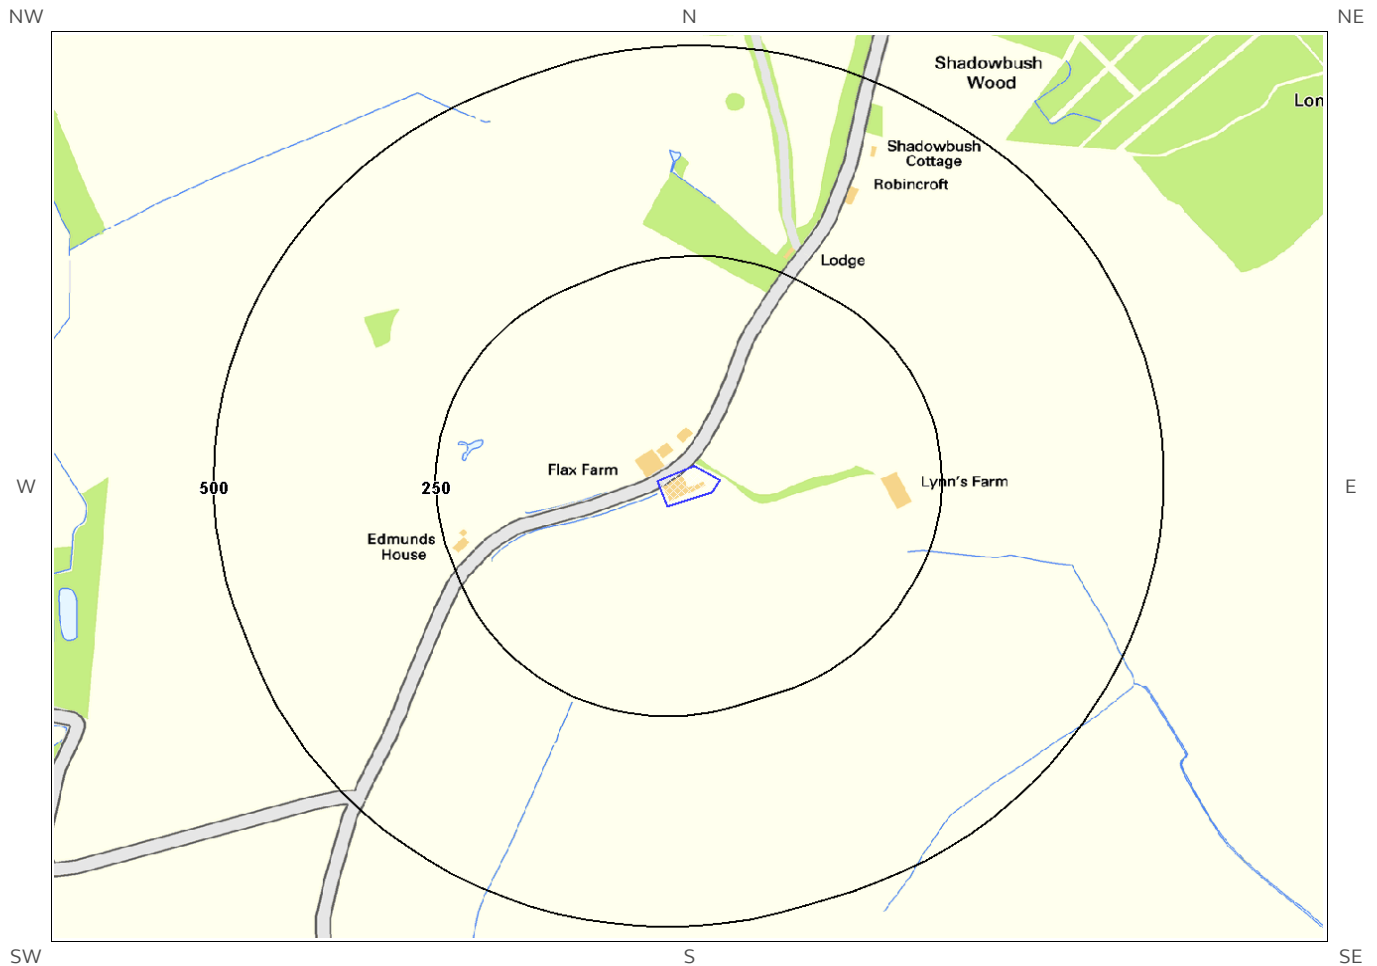 NW
N
NE
Shadowbush
Wood
Lon
Shadowbush
Cottage
Robincroft
Lodge
Flax Farm
Lynn's Farm
W
500
250
E
Edmunds
House
SW
S
SE